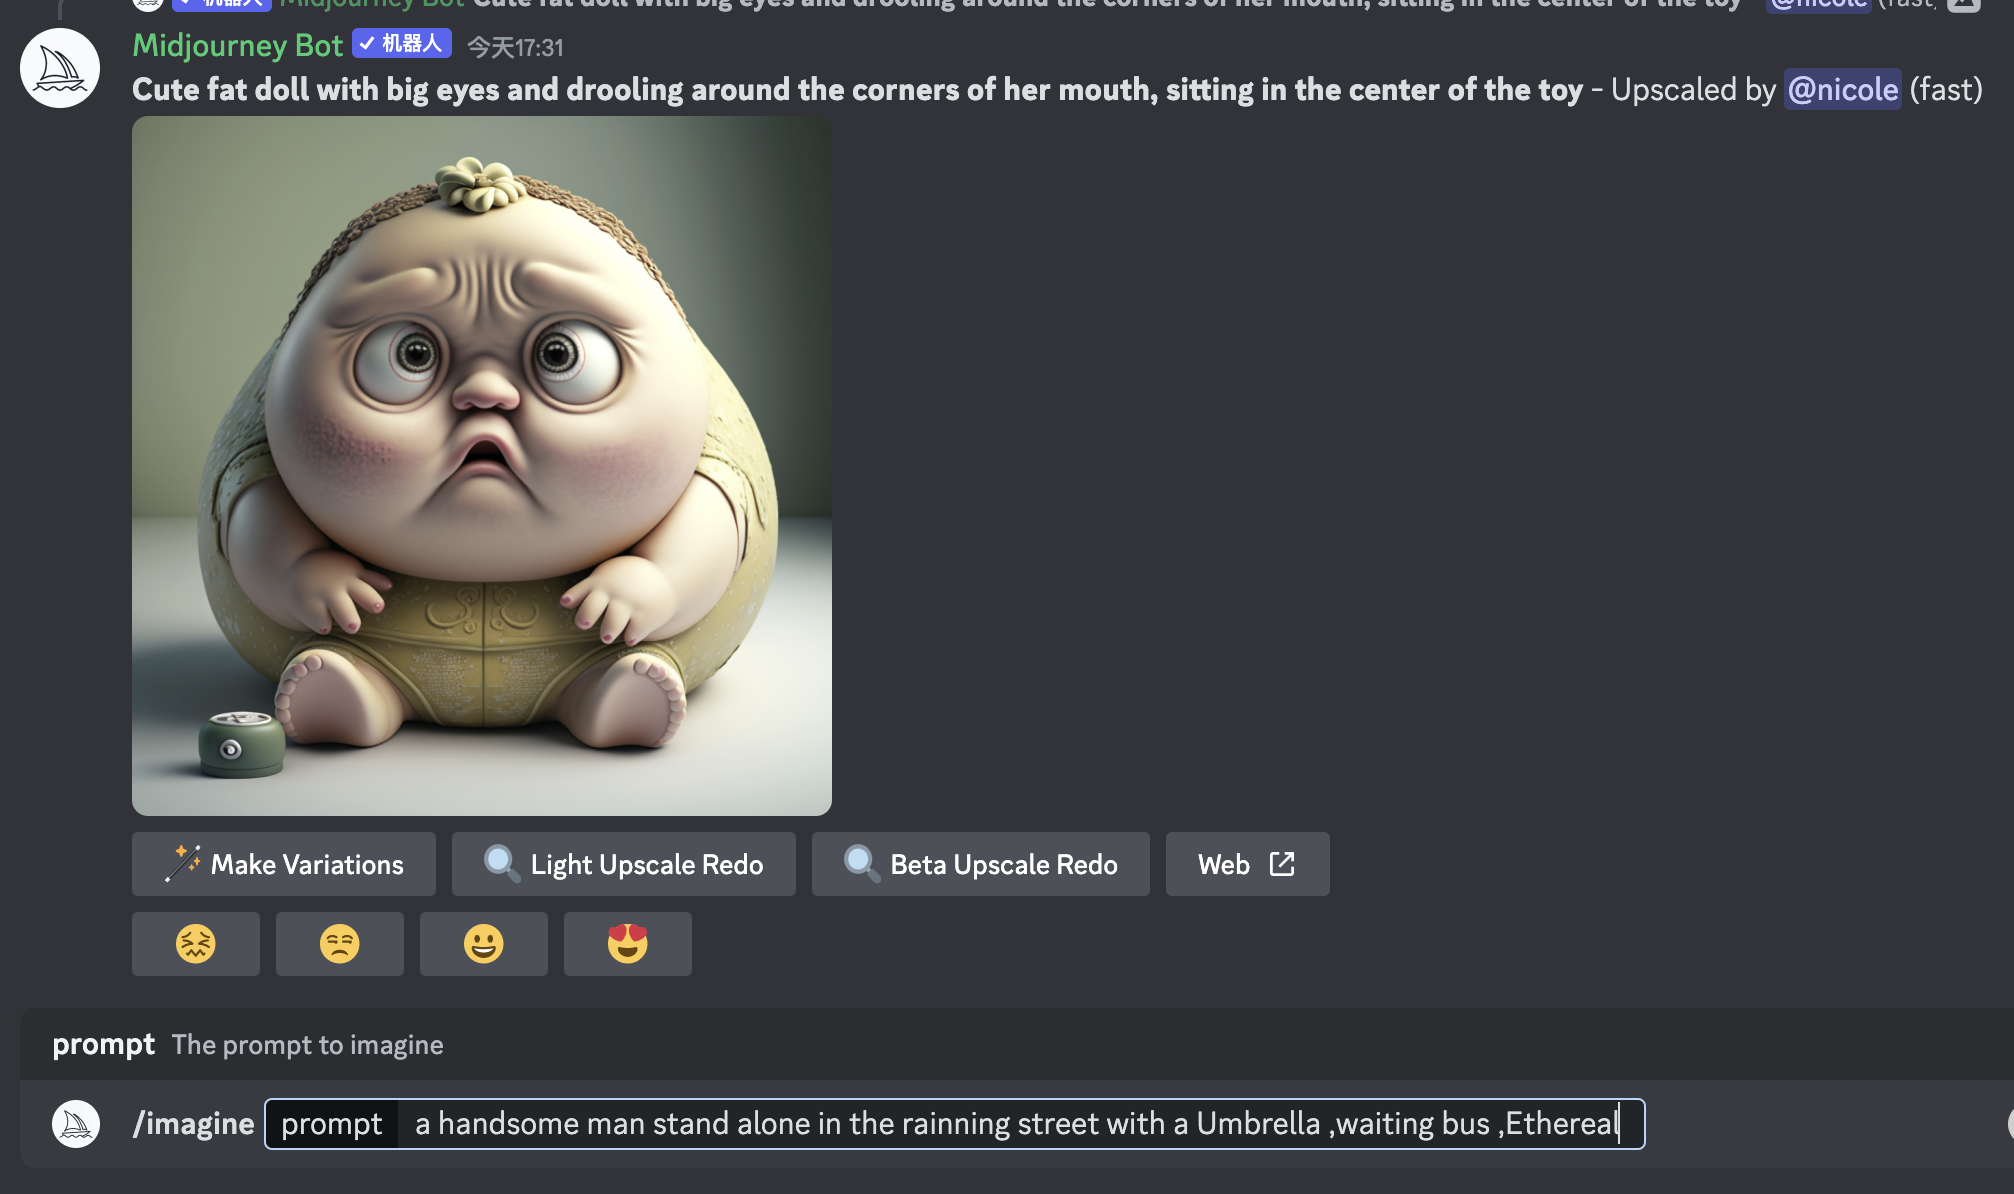 机器人 Midjourney Bot Cute fat doll with big eyes and drooling around the corners of her mouth, sitting in the center of the toy @nicole (fast)
Midjourney Bot 机器人 今天17:31
Cute fat doll with big eyes and drooling around the corners of her mouth, sitting in the center of the toy - Upscaled by @nicole (fast)
Make Variations Light Upscale Redo Beta Upscale Redo Web
prompt The prompt to imagine
/imagine prompt a handsome man stand alone in the rainning street with a Umbrella ,waiting bus ,Ethereal